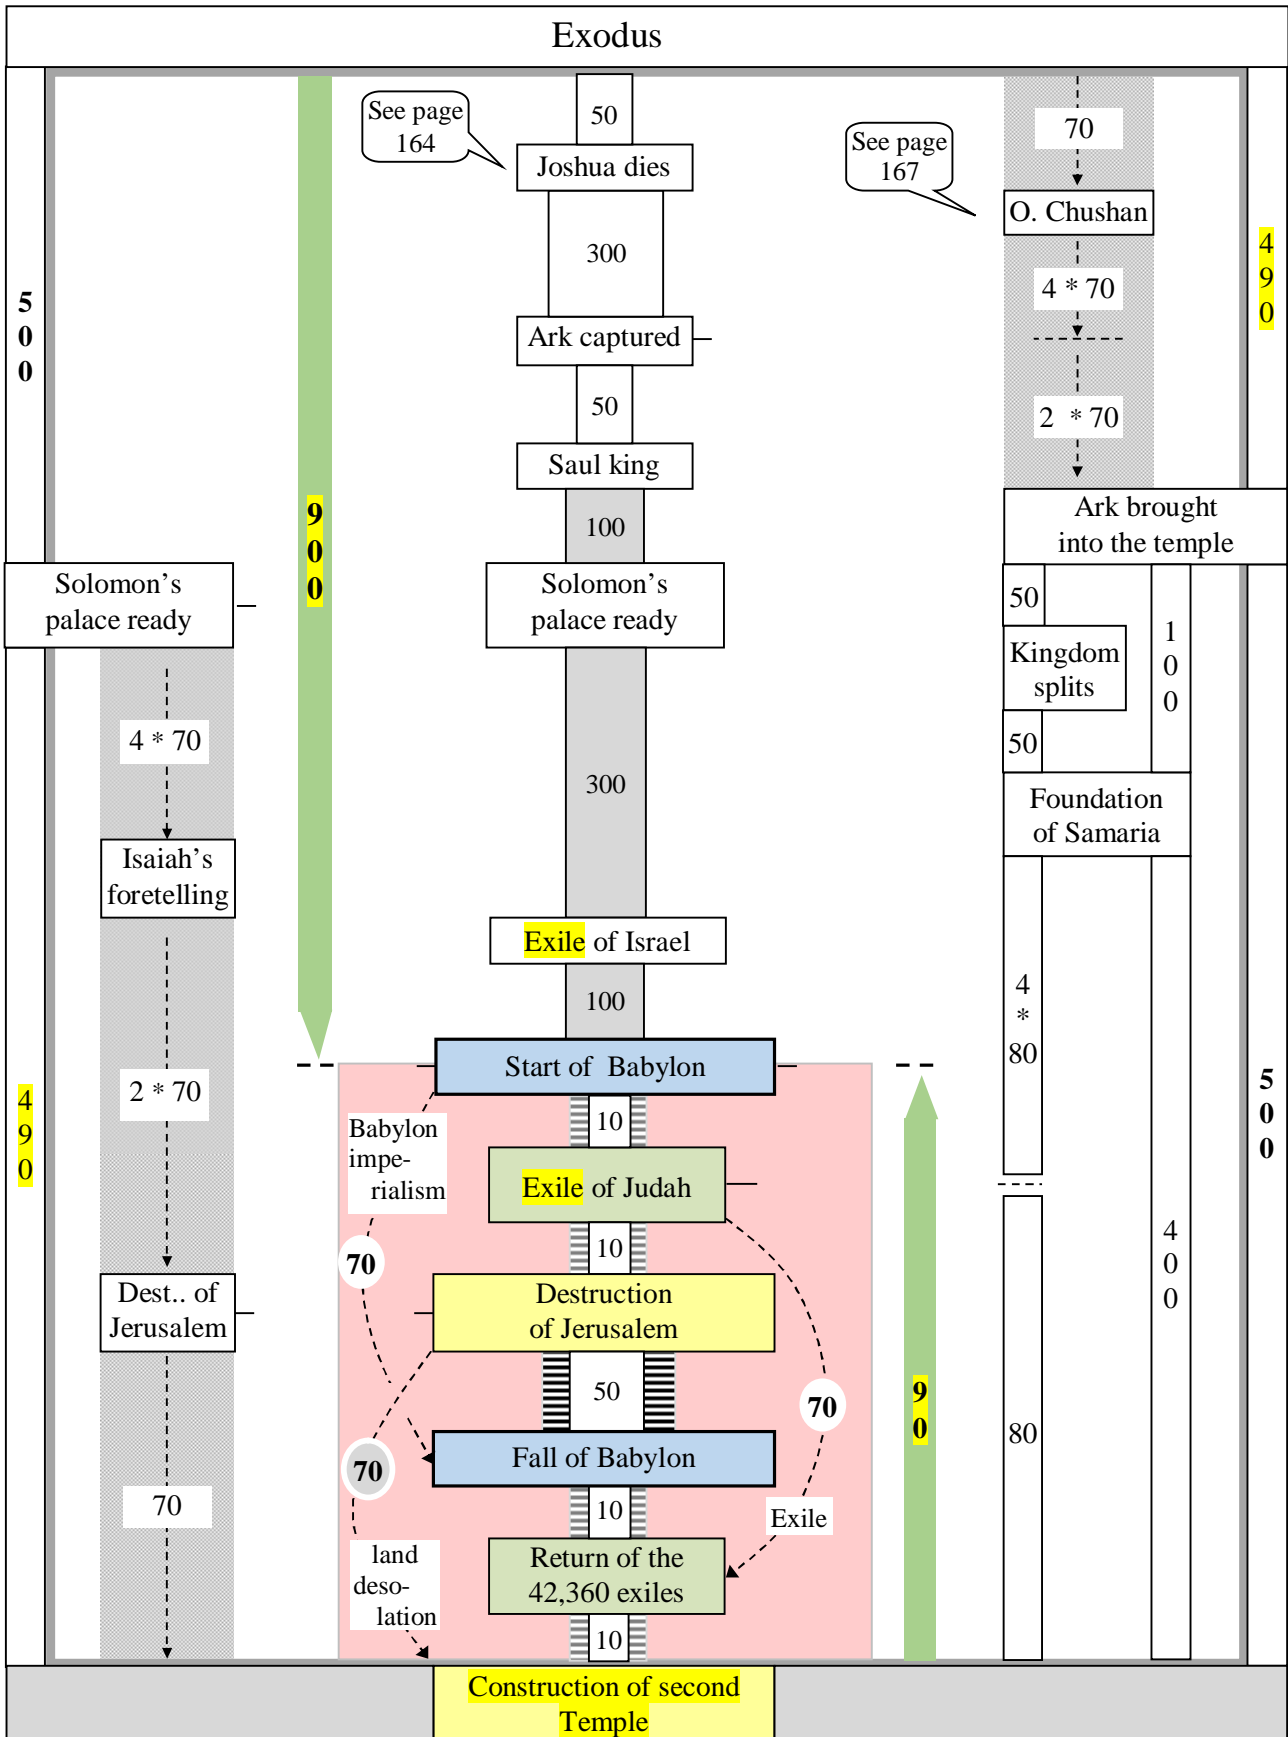 Exodus
5
0
0
4
9
0
9
0
0
See page
164
50
Joshua dies
300
Ark captured
50
Saul king
100
Solomon's
palace ready
300
Exile of Israel
100
Start of Babylon
10
Exile of Judah
10
Destruction
of Jerusalem
50
Fall of Babylon
10
Return of the
42,360 exiles
10
Construction of second
Temple
See page
167
70
O. Chushan
4 * 70
2 * 70
Ark brought
into the temple
4
9
0
50
Kingdom
splits
50
1
0
0
Foundation
of Samaria
4
*
80
80
4
0
0
5
0
0
Solomon's
palace ready
4 * 70
Isaiah's
foretelling
2 * 70
Dest.. of
Jerusalem
70
Babylon
impe-
rialism
70
70
land
deso-
lation
70
Exile
9
0